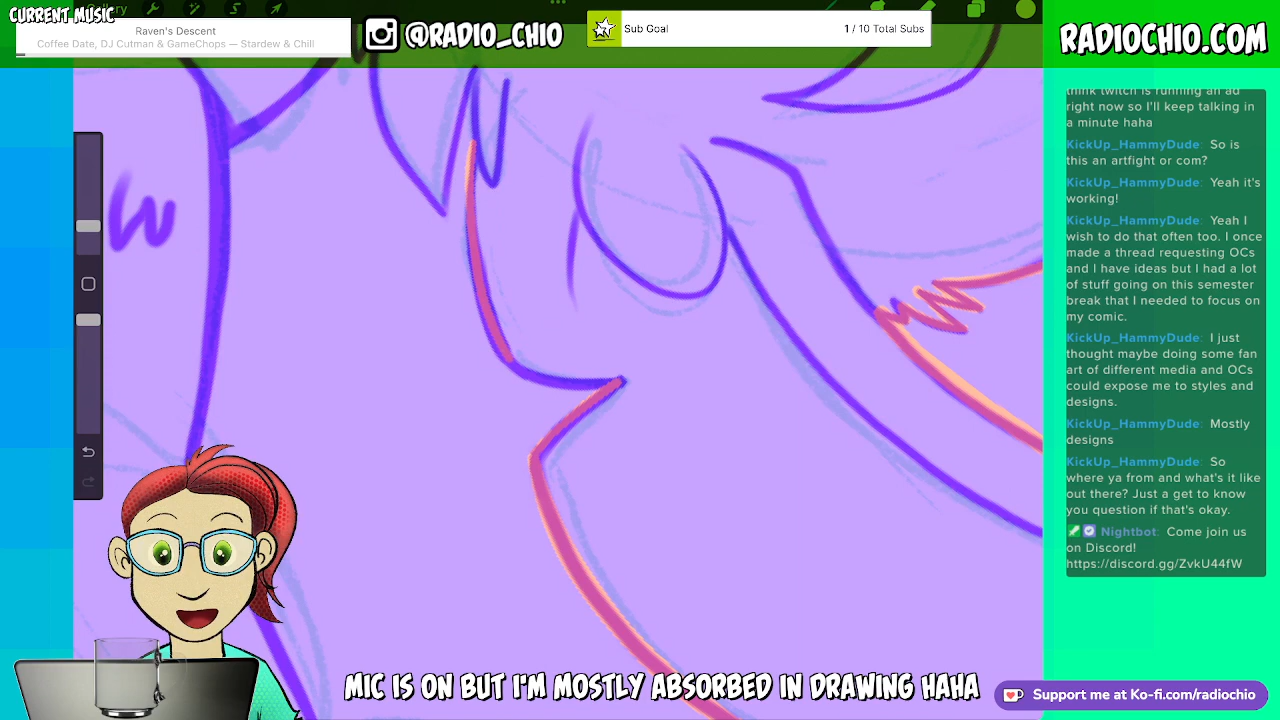 CURRENT MUSIC
Gallery
Raven's Descent
Coffee Date, DJ Cutman & GameChops — Stardew & Chill
@RADIO_CHIO
Sub Goal
1 / 10 Total Subs
RADIOCHIO.COM
think twitch is running an ad
right now so I'll keep talking in
a minute haha
KickUp_HammyDude: So is
this an artfight or com?
KickUp_HammyDude: Yeah it's
working!
KickUp_HammyDude: Yeah I
wish to do that often too. I once
made a thread requesting OCs
and I have ideas but I had a lot
of stuff going on this semester
break that I needed to focus on
my comic.
KickUp_HammyDude: I just
thought maybe doing some fan
art of different media and OCs
could expose me to styles and
designs.
KickUp_HammyDude: Mostly
designs
KickUp_HammyDude: So
where ya from and what's it like
out there? Just a get to know
you question if that's okay.
Nightbot: Come join us
on Discord!
https://discord.gg/ZvkU44fW
MIC IS ON BUT I'M MOSTLY ABSORBED IN DRAWING HAHA
Support me at Ko-fi.com/radiochio